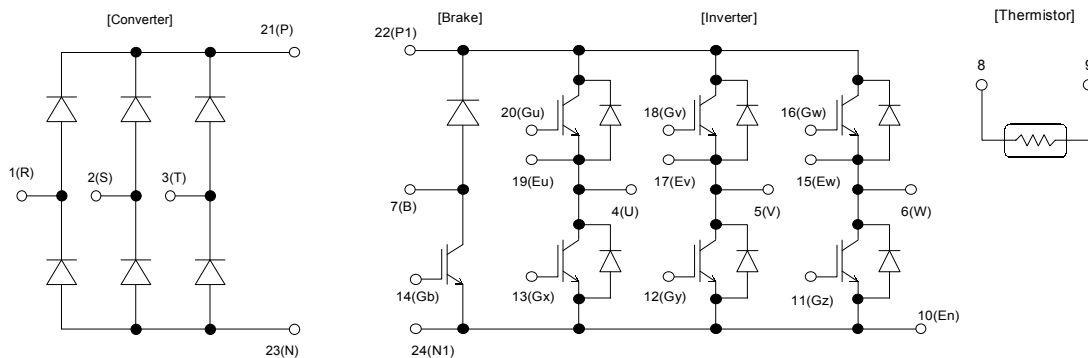 [Converter]
[Brake]
[Inverter]
[Thermistor]
21(P)
22(P1)
8
9
20(Gu)
18(Gv)
16(Gw)
1(R)
2(S)
3(T)
19(Eu)
17(Ev)
15(Ew)
7(B)
4(U)
5(V)
6(W)
14(Gb)
13(Gx)
12(Gy)
11(Gz)
10(En)
23(N)
24(N1)